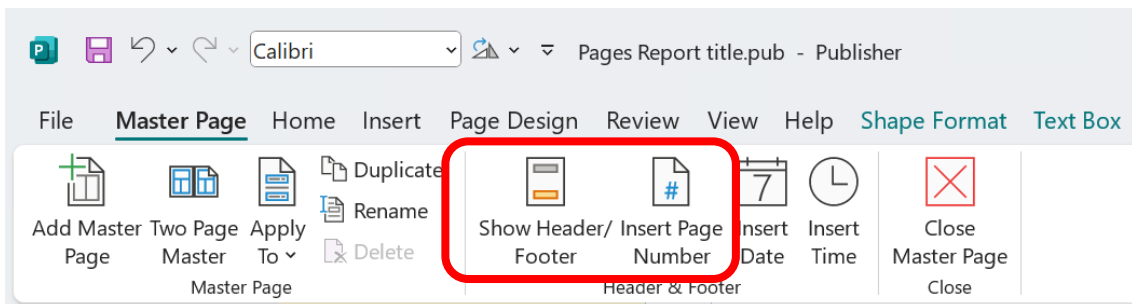 Calibri Pages Report title.pub - Publisher
File Master Page Home Insert Page Design Review View Help Shape Format Text Box
Add Master Page
Two Page Master
Apply To
Duplicate
Rename
Delete
Master Page
Show Header/ Footer
Insert Page Number
Insert Date
7
Insert Time
Header & Footer
Close Master Page
Close